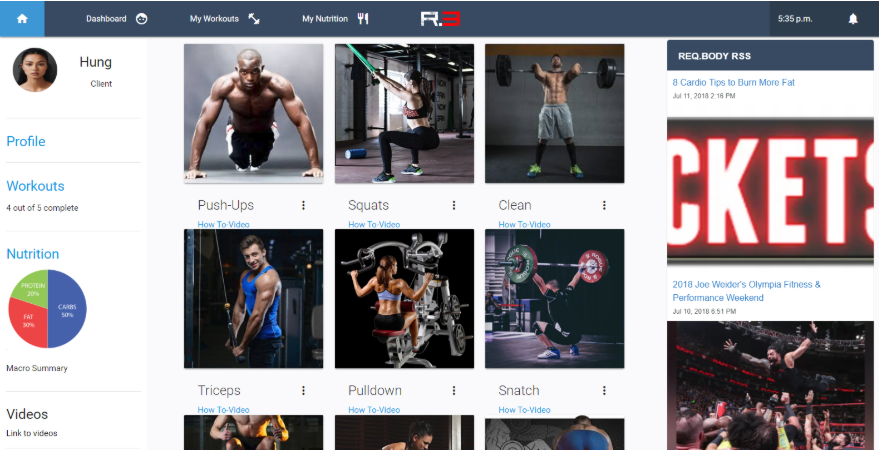 Dashboard
My Workouts
My Nutrition
R.B
5:35 p.m.
Hung
Client
Profile
Workouts
4 out of 5 complete
Nutrition
PROTEIN
20%
CARBS
50%
FAT
30%
Macro Summary
Videos
Link to videos
Push-Ups
How To-Video
Squats
How To-Video
Clean
How To-Video
Triceps
How To-Video
Pulldown
How To-Video
Snatch
How To-Video
REQ.BODY RSS
8 Cardio Tips to Burn More Fat
Jul 11, 2018 2:16 PM
CKETS
2018 Joe Woider's Olympia Fitness &
Performance Weekend
Jul 10, 2018 6:51 PM